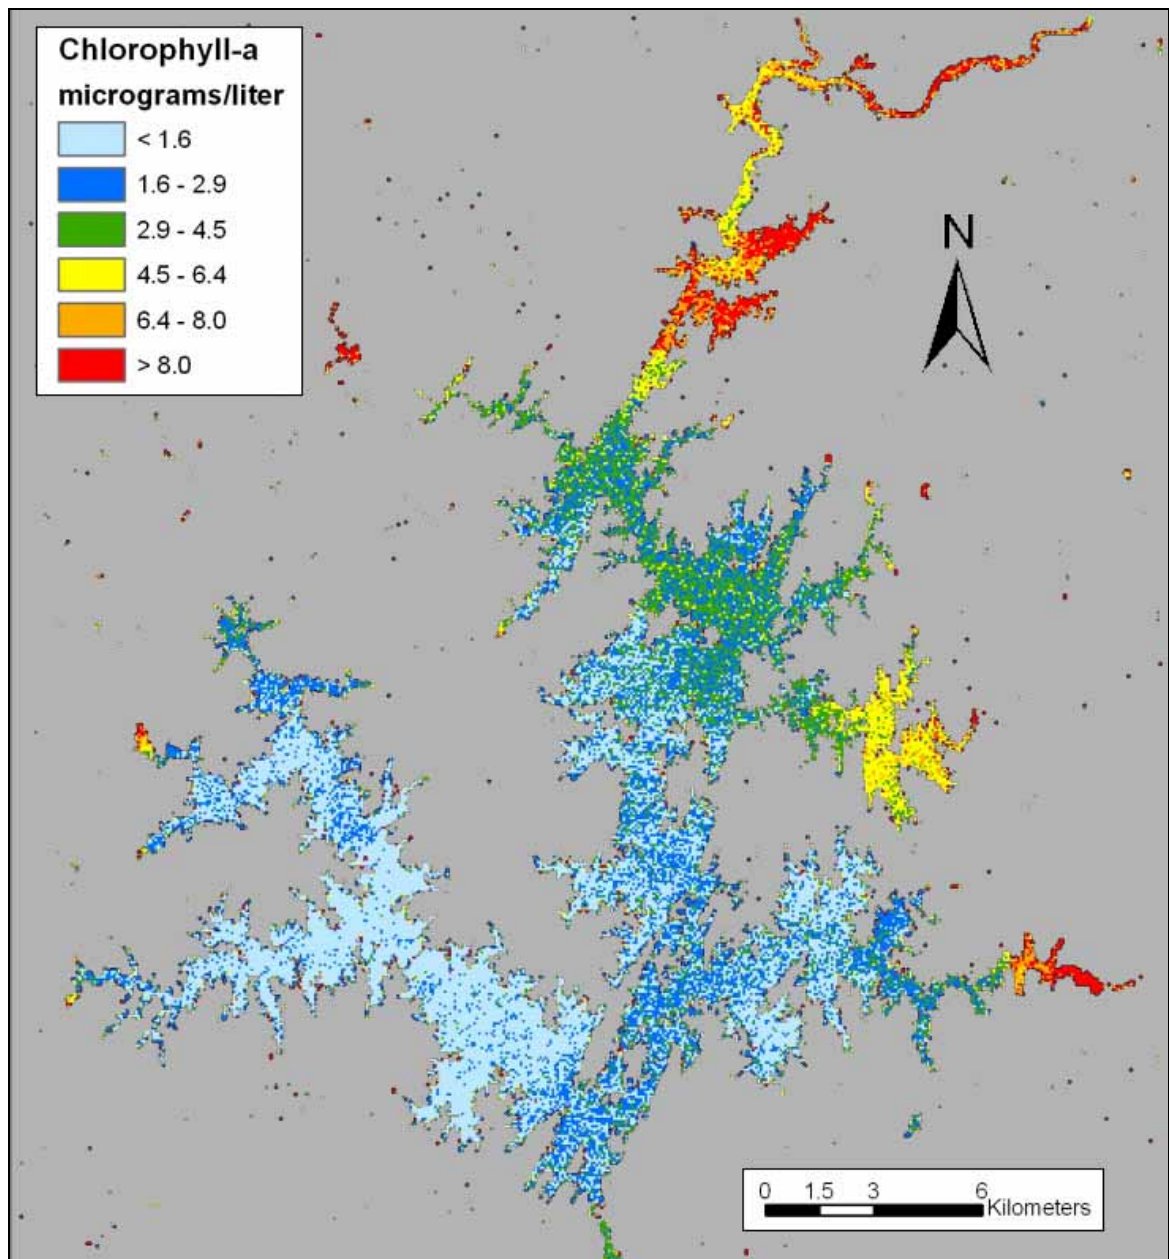 Chlorophyll-a
micrograms/liter
< 1.6
1.6 - 2.9
2.9 - 4.5
4.5 - 6.4
6.4 - 8.0
> 8.0
N
0 1.5 3 6
Kilometers